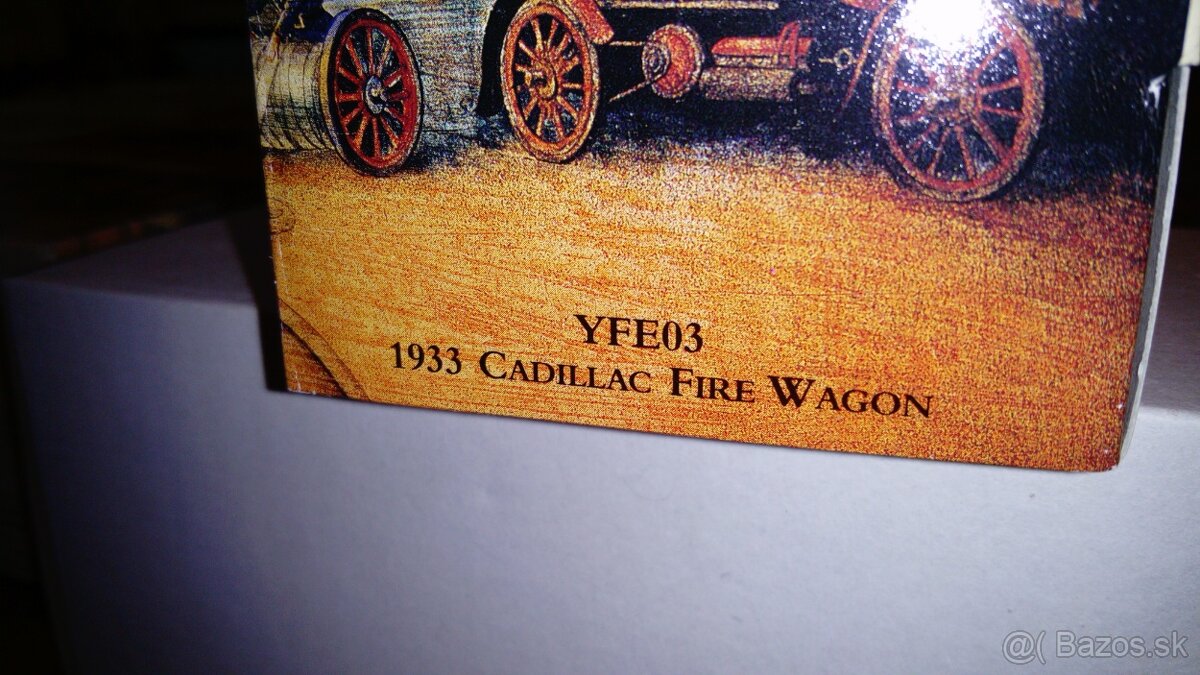 YFE03
1933 CADILLAC FIRE WAGON
@( Bazos.sk